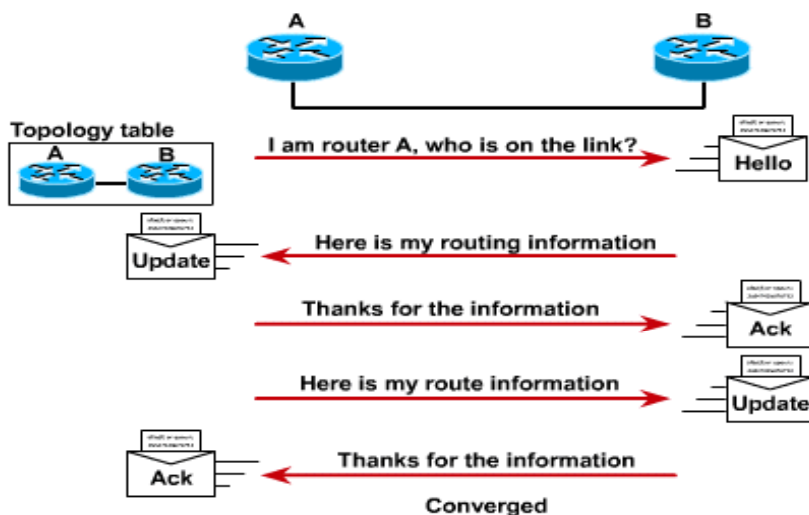 A
B
Topology table
A
B
I am router A, who is on the link?
Hello
Here is my routing information
Update
Thanks for the information
Ack
Here is my route information
Update
Thanks for the information
Ack
Converged